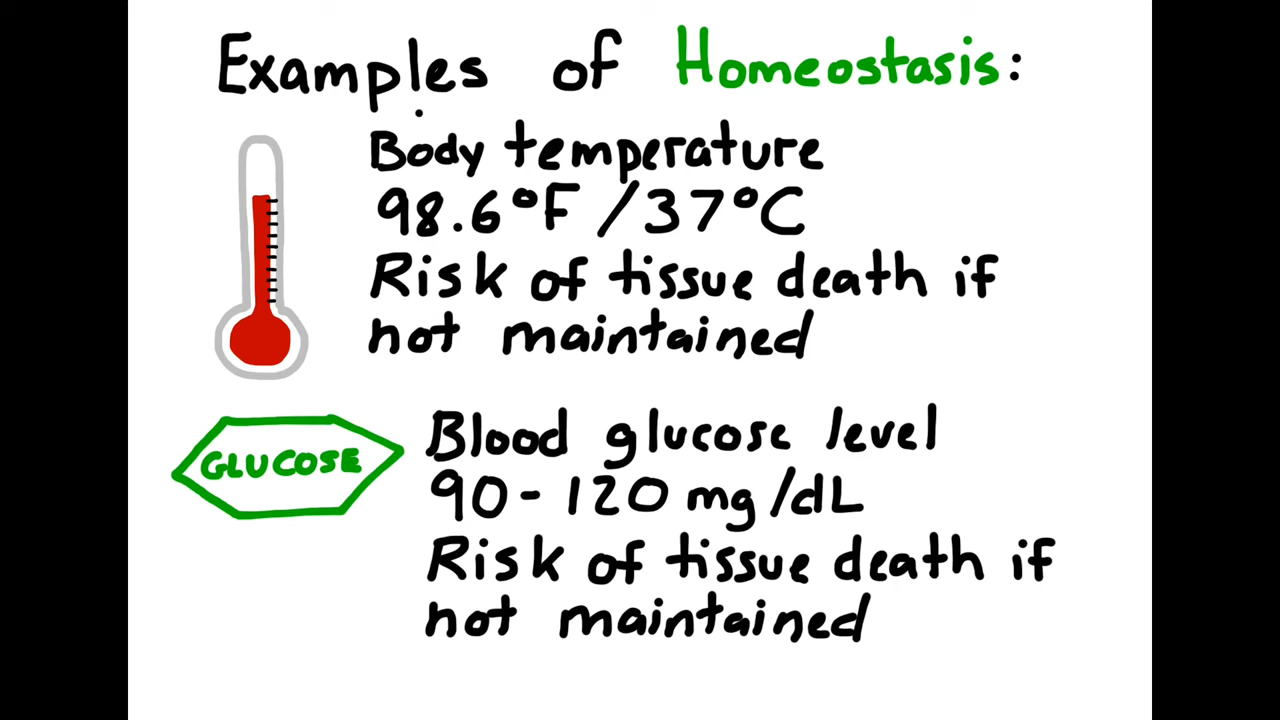 Examples of Homeostasis:
Body temperature
98.6°F /37°C
Risk of tissue death if
not maintained
GLUCOSE
Blood glucose level
90-120 mg/dL
Risk of tissue death if
not maintained